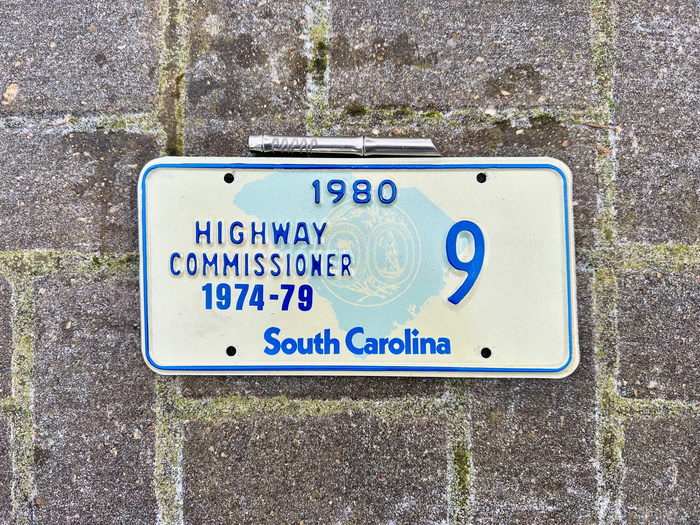 1980
HIGHWAY
COMMISSIONER
1974-79
9
South Carolina